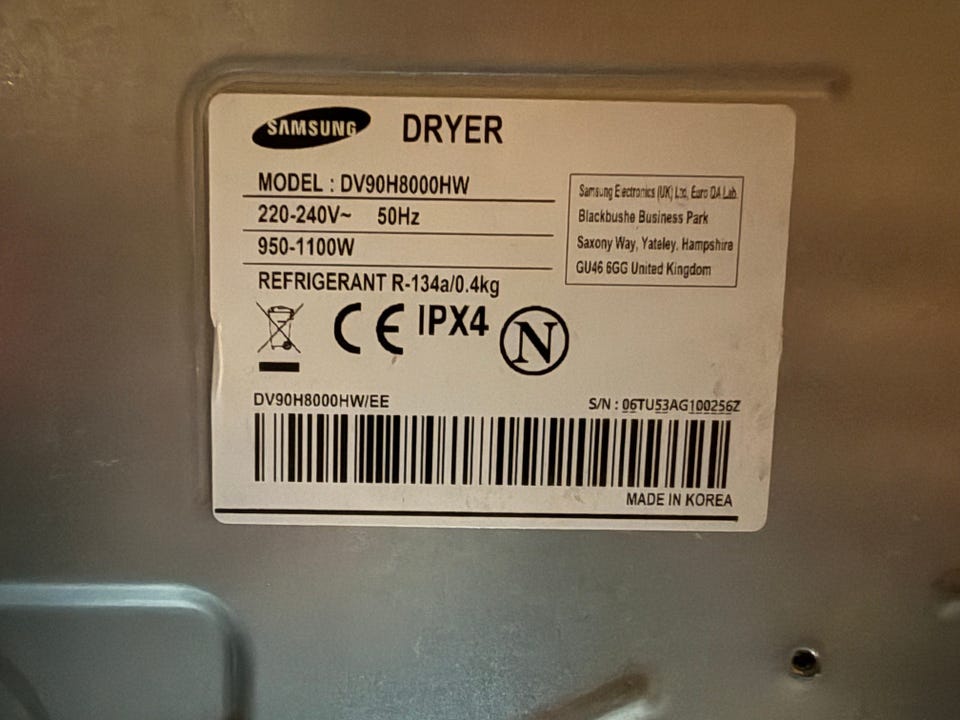 SAMSUNG DRYER
MODEL : DV90H8000HW
220-240V~ 50Hz
950-1100W
REFRIGERANT R-134a/0.4kg
Samsung Electronics (UK) Ltd, Euro QA Lab.
Blackbushe Business Park
Saxony Way, Yateley, Hampshire
GU46 6GG United Kingdom
CE IPX4 N
DV90H8000HW/EE
S/N : 06TU53AG100256Z
MADE IN KOREA